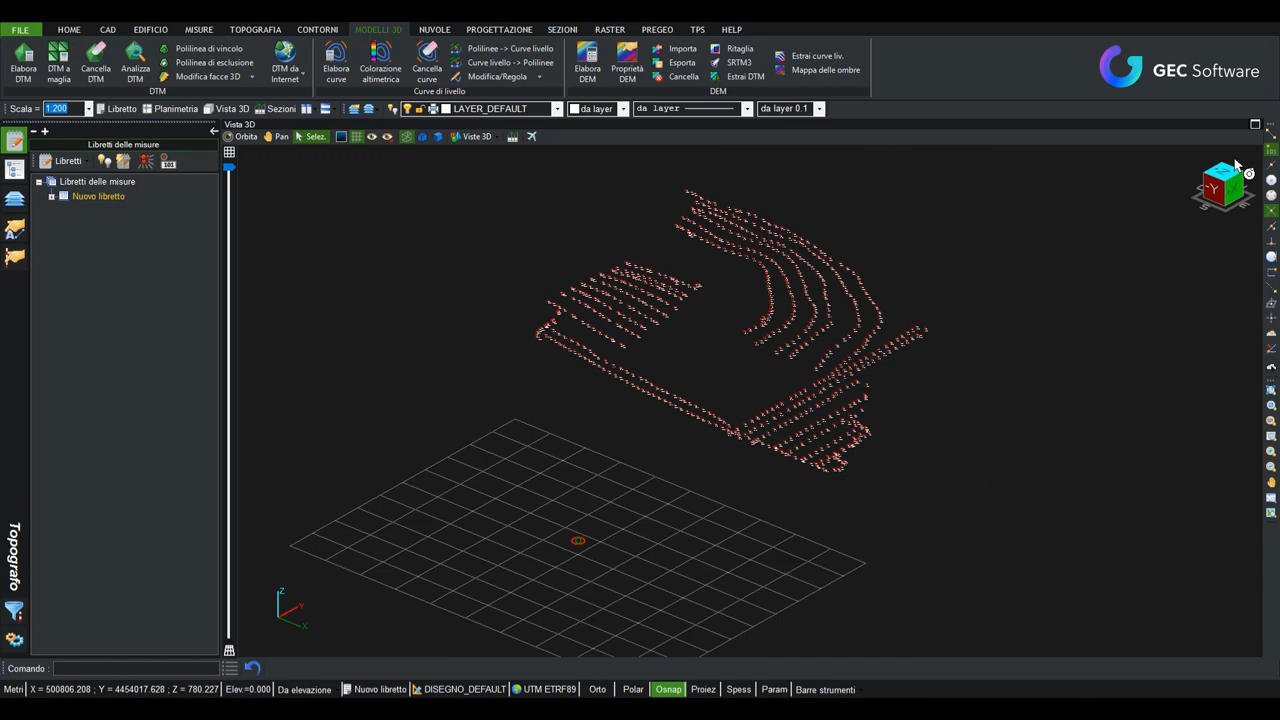 FILE HOME CAD EDIFICIO MISURE TOPOGRAFIA CONTORNI MODELLI 3D NUVOLE PROGETTAZIONE SEZIONI RASTER PREGEO TPS HELP
Elabora DTM
DTM a maglia
Cancella DTM
Analizza DTM
Polilinea di vincolo
Polilinea di esclusione
Modifica facce 3D
DTM da Internet
DTM
Elabora curve
Colorazione altimetrica
Cancella curve
Polilinee -> Curve livello
Curve livello -> Polilinee
Modifica/Regola
Curve di livello
Elabora DEM
Proprietà DEM
Importa
Esporta
Cancella
Ritaglia
SRTM3
Estrai DTM
Estrai curve liv.
Mappa delle ombre
DEM
GEC Software
Scala = 1:200 Libretto Planimetria Vista 3D Sezioni LAYER_DEFAULT da layer da layer da layer 0.1
Vista 3D
Orbita Pan Selez. Viste 3D
Libretti delle misure
Libretti
Libretti delle misure
Nuovo libretto
Topografo
Z
-Y
Z
Y
X
Comando :
Metri X = 500806.208 ; Y = 4454017.628 ; Z = 780.227 Elev.=0.000 Da elevazione Nuovo libretto DISEGNO_DEFAULT UTM ETRF89 Orto Polar Osnap Proiez Spess Param Barre strumenti